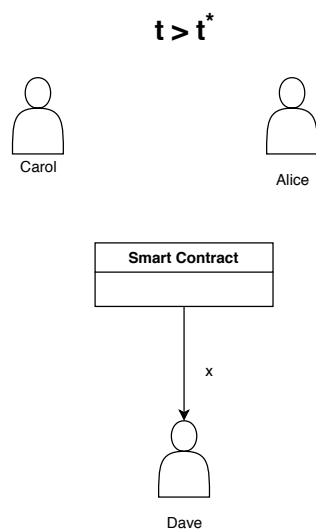 t > t*
Carol
Alice
Smart Contract
x
Dave